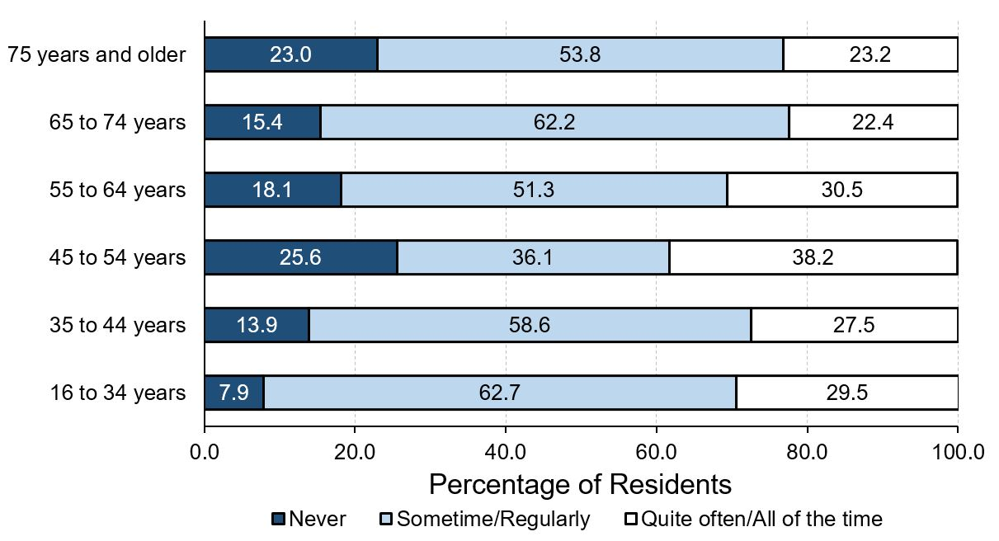 75 years and older 23.0 53.8 23.2
65 to 74 years 15.4 62.2 22.4
55 to 64 years 18.1 51.3 30.5
45 to 54 years 25.6 36.1 38.2
35 to 44 years 13.9 58.6 27.5
16 to 34 years 7.9 62.7 29.5
0.0 20.0 40.0 60.0 80.0 100.0
Percentage of Residents
Never Sometime/Regularly Quite often/All of the time